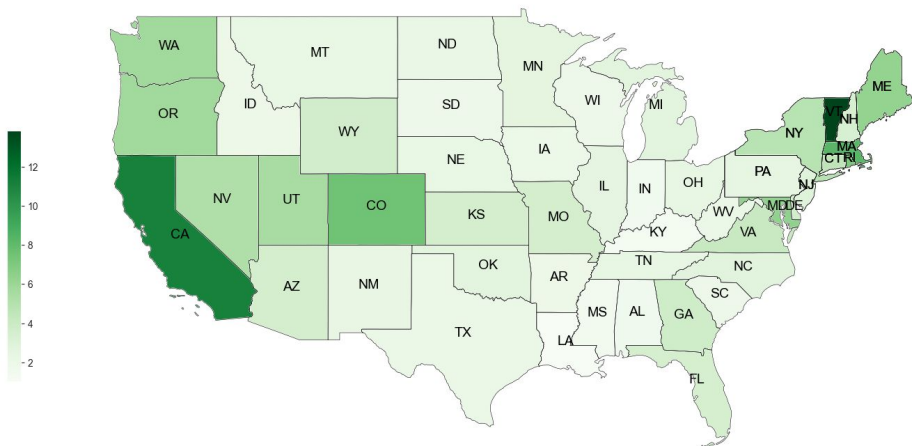 WA
MT
ND
MN
ME
OR
ID
SD
WI
MI
VT
NH
WY
NY
MA
CT
RI
IA
NE
PA
NV
UT
CO
IL
IN
OH
NJ
KS
MO
WV
MD
DE
CA
KY
VA
OK
TN
NC
AZ
NM
AR
SC
TX
LA
MS
AL
GA
FL
12
10
8
6
4
2